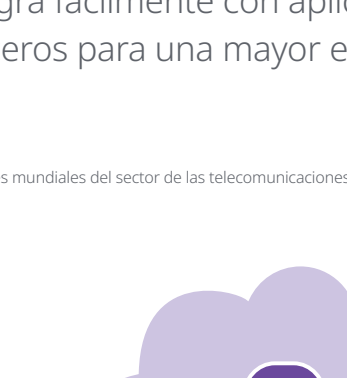 gra fácilmente con aplic
eros para una mayor e
s mundiales del sector de las telecomunicaciones